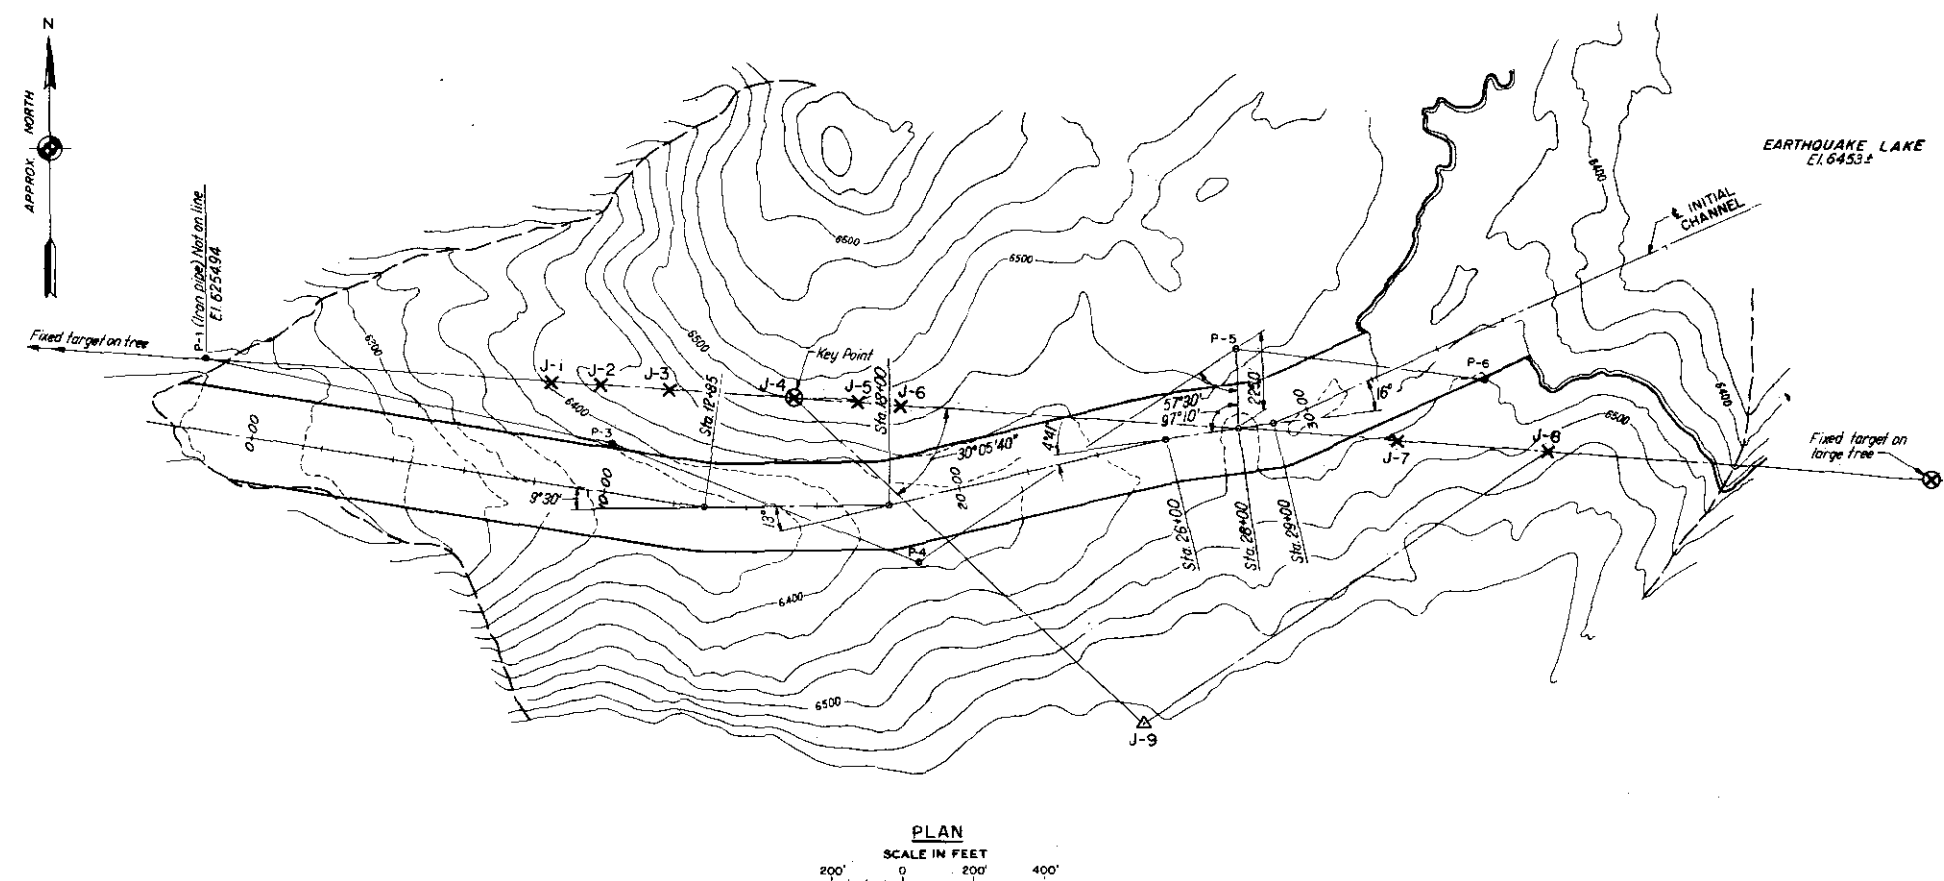 N
APPROX. NORTH
EARTHQUAKE LAKE
El. 6453±
℄ INITIAL
CHANNEL
P-1 (Iron pipe) Not on line
El. 6254.94
Fixed target on tree
6200
6400
6500
6500
6500
6400
6400
6500
Key Point
J-1
J-2
J-3
J-4
J-5
J-6
P-5
P-6
Sta. 12+85
Sta. 18+00
57°30'
97°10'
22°50'
30+00
16°
P-3
0+00
10+00
20+00
30°05'40"
4°41'
9°30'
13°
P-4
J-7
J-8
Fixed target on
large tree
Sta. 26+00
Sta. 28+00
Sta. 29+00
6400
6500
J-9
PLAN
SCALE IN FEET
200' 0 200' 400'